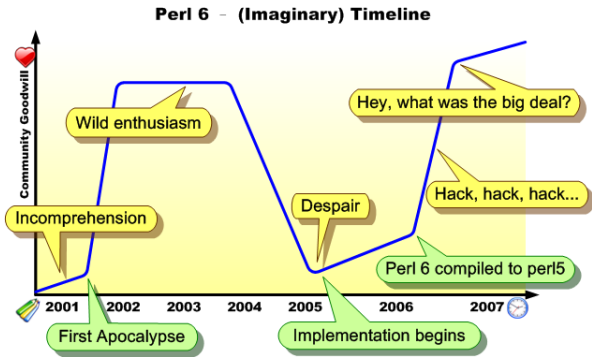 Perl 6 – (Imaginary) Timeline
Community Goodwill
Wild enthusiasm
Hey, what was the big deal?
Incomprehension
Despair
Hack, hack, hack...
Perl 6 compiled to perl5
2001 2002 2003 2004 2005 2006 2007
First Apocalypse
Implementation begins